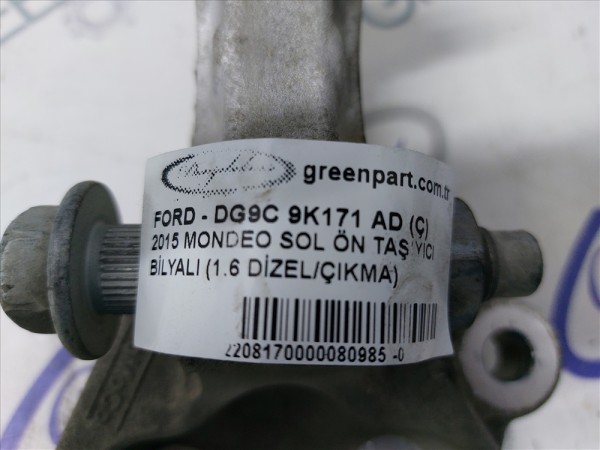 greenpart.com.tr
FORD - DG9C 9K171 AD (Ç)
2015 MONDEO SOL ÖN TAŞIYICI
BİLYALI (1.6 DİZEL/ÇIKMA)
2208170000080985 -0